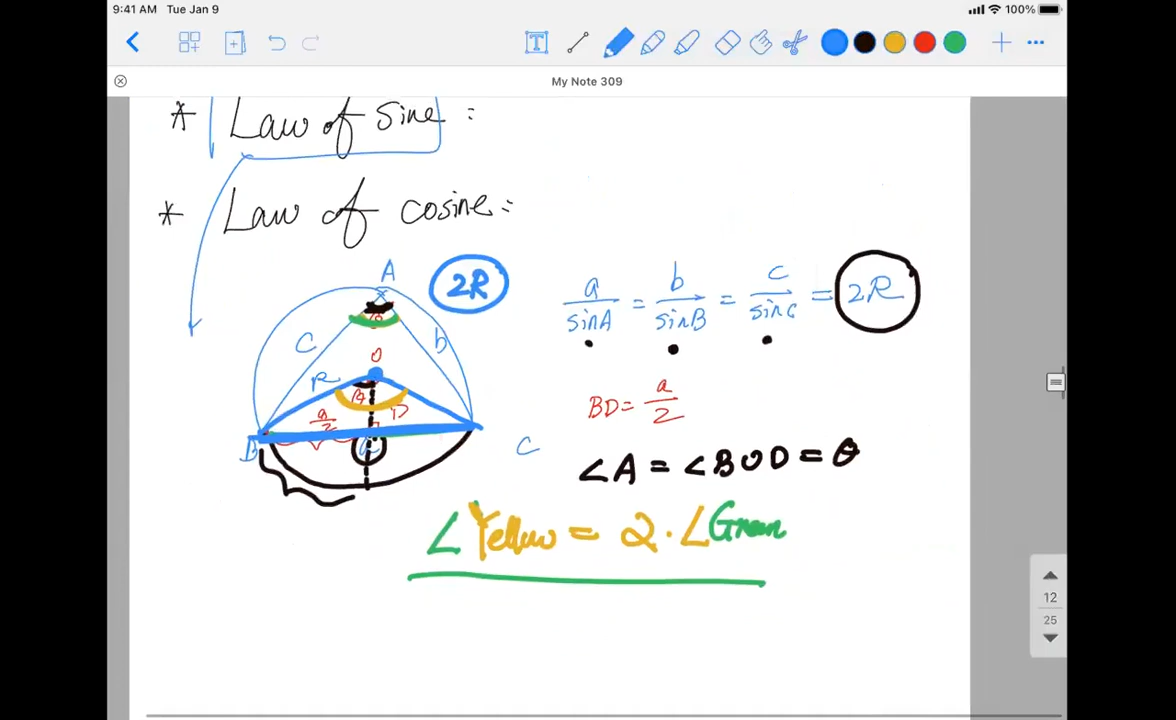 9:41 AM Tue Jan 9
100%
T
My Note 309
* Law of Sine :
* Law of cosine :
A
2R
a/sinA = b/sinB = c/sinC = 2R
c
b
θ
O
R
θ
D
a/2
BD = a/2
B
a
C
∠A = ∠BOD = θ
∠Yellow = 2·∠Green
12
25